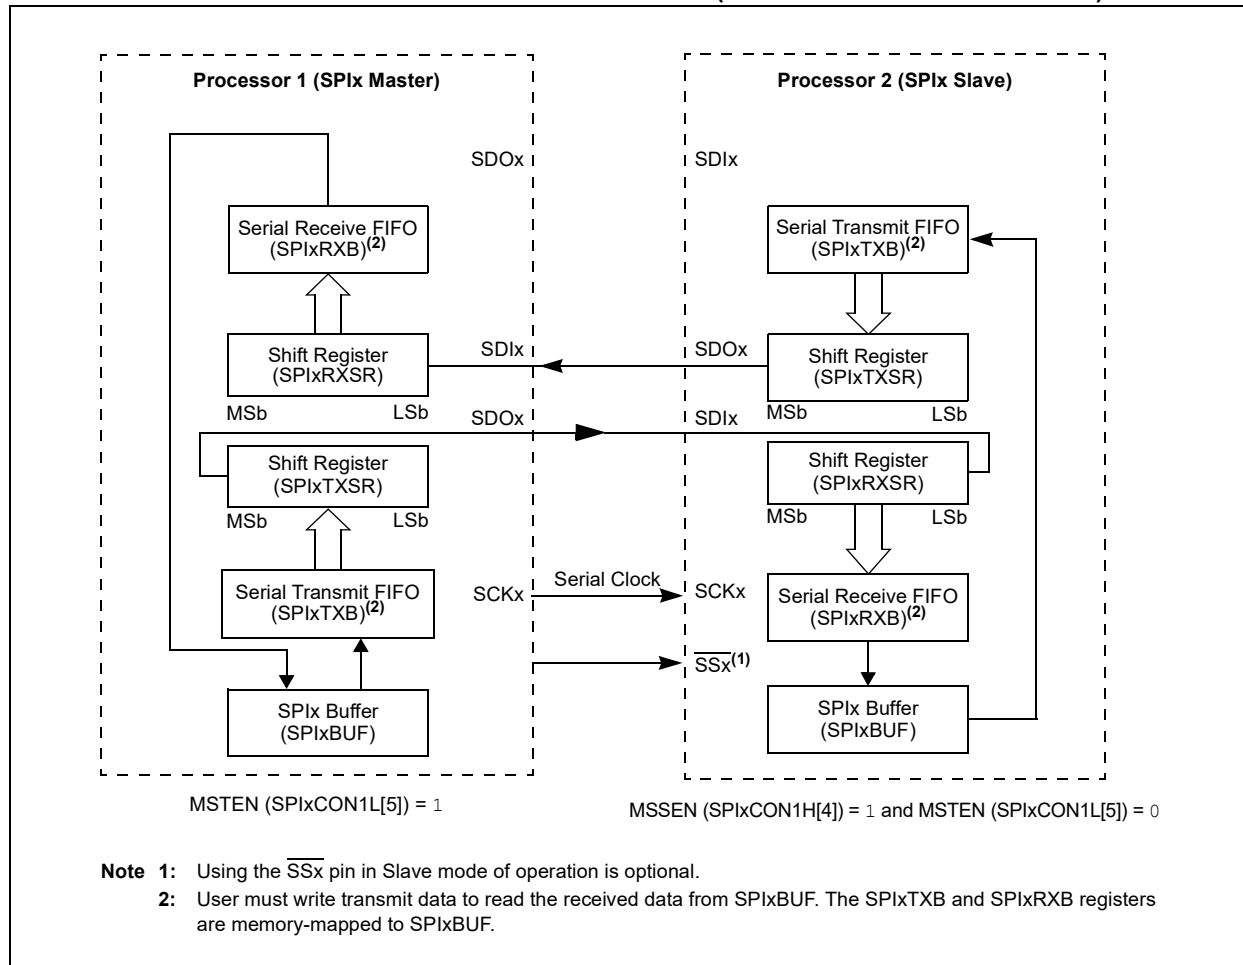 Processor 1 (SPIx Master)
SDOx
Serial Receive FIFO
(SPIxRXB)(2)
Shift Register
(SPIxRXSR)
SDIx
MSb
LSb
SDOx
Shift Register
(SPIxTXSR)
MSb
LSb
Serial Transmit FIFO
(SPIxTXB)(2)
SCKx
Serial Clock
SPIx Buffer
(SPIxBUF)
MSTEN (SPIxCON1L[5]) = 1
Processor 2 (SPIx Slave)
SDIx
Serial Transmit FIFO
(SPIxTXB)(2)
SDOx
Shift Register
(SPIxTXSR)
MSb
LSb
SDIx
Shift Register
(SPIxRXSR)
MSb
LSb
SCKx
Serial Receive FIFO
(SPIxRXB)(2)
SSx(1)
SPIx Buffer
(SPIxBUF)
MSSEN (SPIxCON1H[4]) = 1 and MSTEN (SPIxCON1L[5]) = 0
Note 1: Using the SSx pin in Slave mode of operation is optional.
2: User must write transmit data to read the received data from SPIxBUF. The SPIxTXB and SPIxRXB registers
are memory-mapped to SPIxBUF.